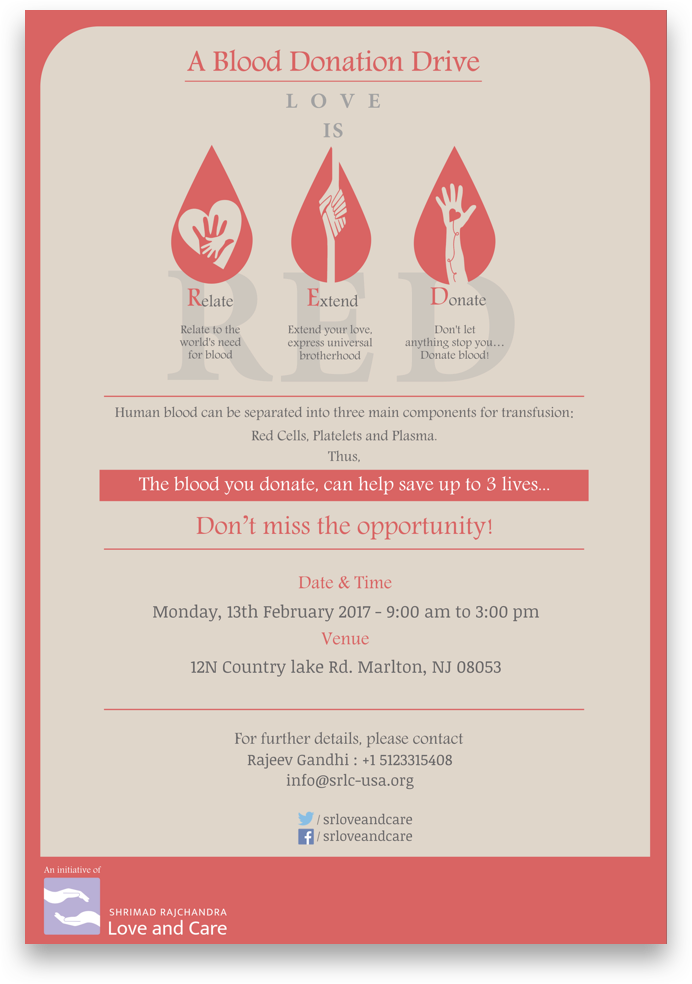 A Blood Donation Drive
LOVE
IS
RED
Relate
Relate to the
world's need
for blood
Extend
Extend your love,
express universal
brotherhood
Donate
Don't let
anything stop you...
Donate blood!
Human blood can be separated into three main components for transfusion:
Red Cells, Platelets and Plasma.
Thus,
The blood you donate, can help save up to 3 lives...
Don't miss the opportunity!
Date & Time
Monday, 13th February 2017 - 9:00 am to 3:00 pm
Venue
12N Country lake Rd. Marlton, NJ 08053
For further details, please contact
Rajeev Gandhi : +1 5123315408
info@srlc-usa.org
/ srloveandcare
/ srloveandcare
An initiative of
SHRIMAD RAJCHANDRA
Love and Care